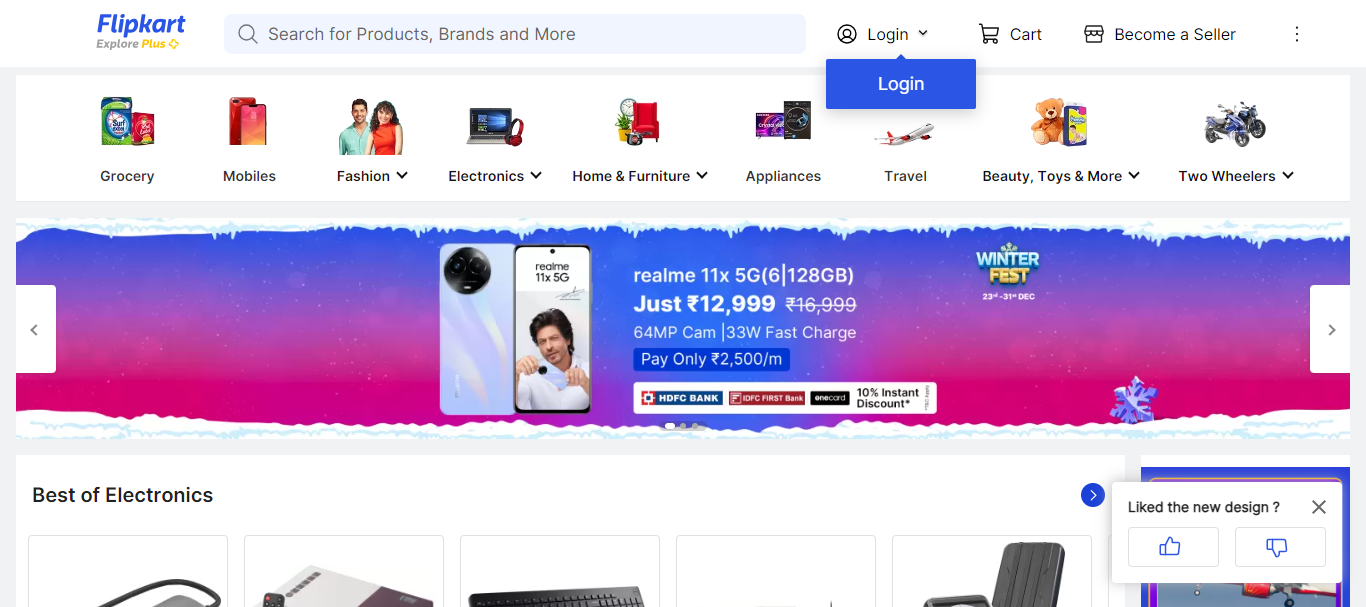 Flipkart
Explore Plus
Search for Products, Brands and More
Login
Cart
Become a Seller
Login
Grocery
Mobiles
Fashion
Electronics
Home & Furniture
Appliances
Travel
Beauty, Toys & More
Two Wheelers
realme
11x 5G
realme 11x 5G(6|128GB)
Just ₹12,999 ₹16,999
64MP Cam |33W Fast Charge
Pay Only ₹2,500/m
HDFC BANK
IDFC FIRST Bank
onecard
10% Instant
Discount*
WINTER
FEST
23rd -31st DEC
Best of Electronics
Liked the new design ?